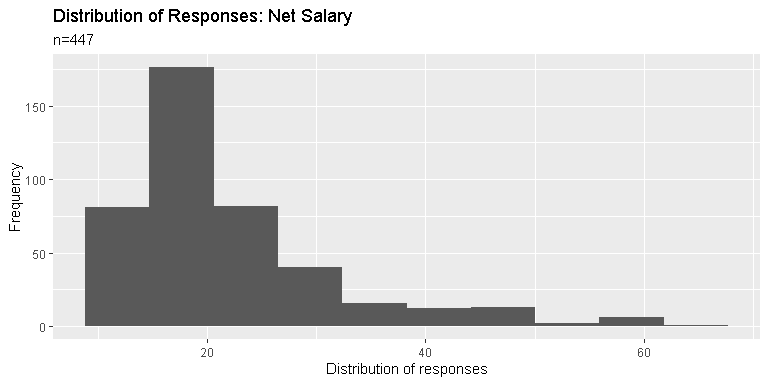 Distribution of Responses: Net Salary
n=447
Frequency
150
100
50
0
20 40 60
Distribution of responses